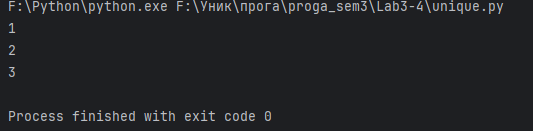 F:\Python\python.exe F:\Уник\прога\proga_sem3\Lab3-4\unique.py
1
2
3
Process finished with exit code 0